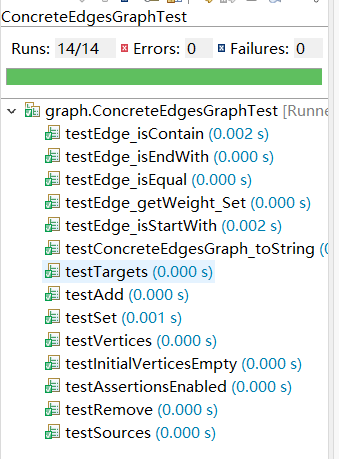 ConcreteEdgesGraphTest
Runs: 14/14 Errors: 0 Failures: 0
graph.ConcreteEdgesGraphTest [Runne
testEdge_isContain (0.002 s)
testEdge_isEndWith (0.000 s)
testEdge_isEqual (0.000 s)
testEdge_getWeight_Set (0.000 s)
testEdge_isStartWith (0.002 s)
testConcreteEdgesGraph_toString (0
testTargets (0.000 s)
testAdd (0.000 s)
testSet (0.001 s)
testVertices (0.000 s)
testInitialVerticesEmpty (0.000 s)
testAssertionsEnabled (0.000 s)
testRemove (0.000 s)
testSources (0.000 s)